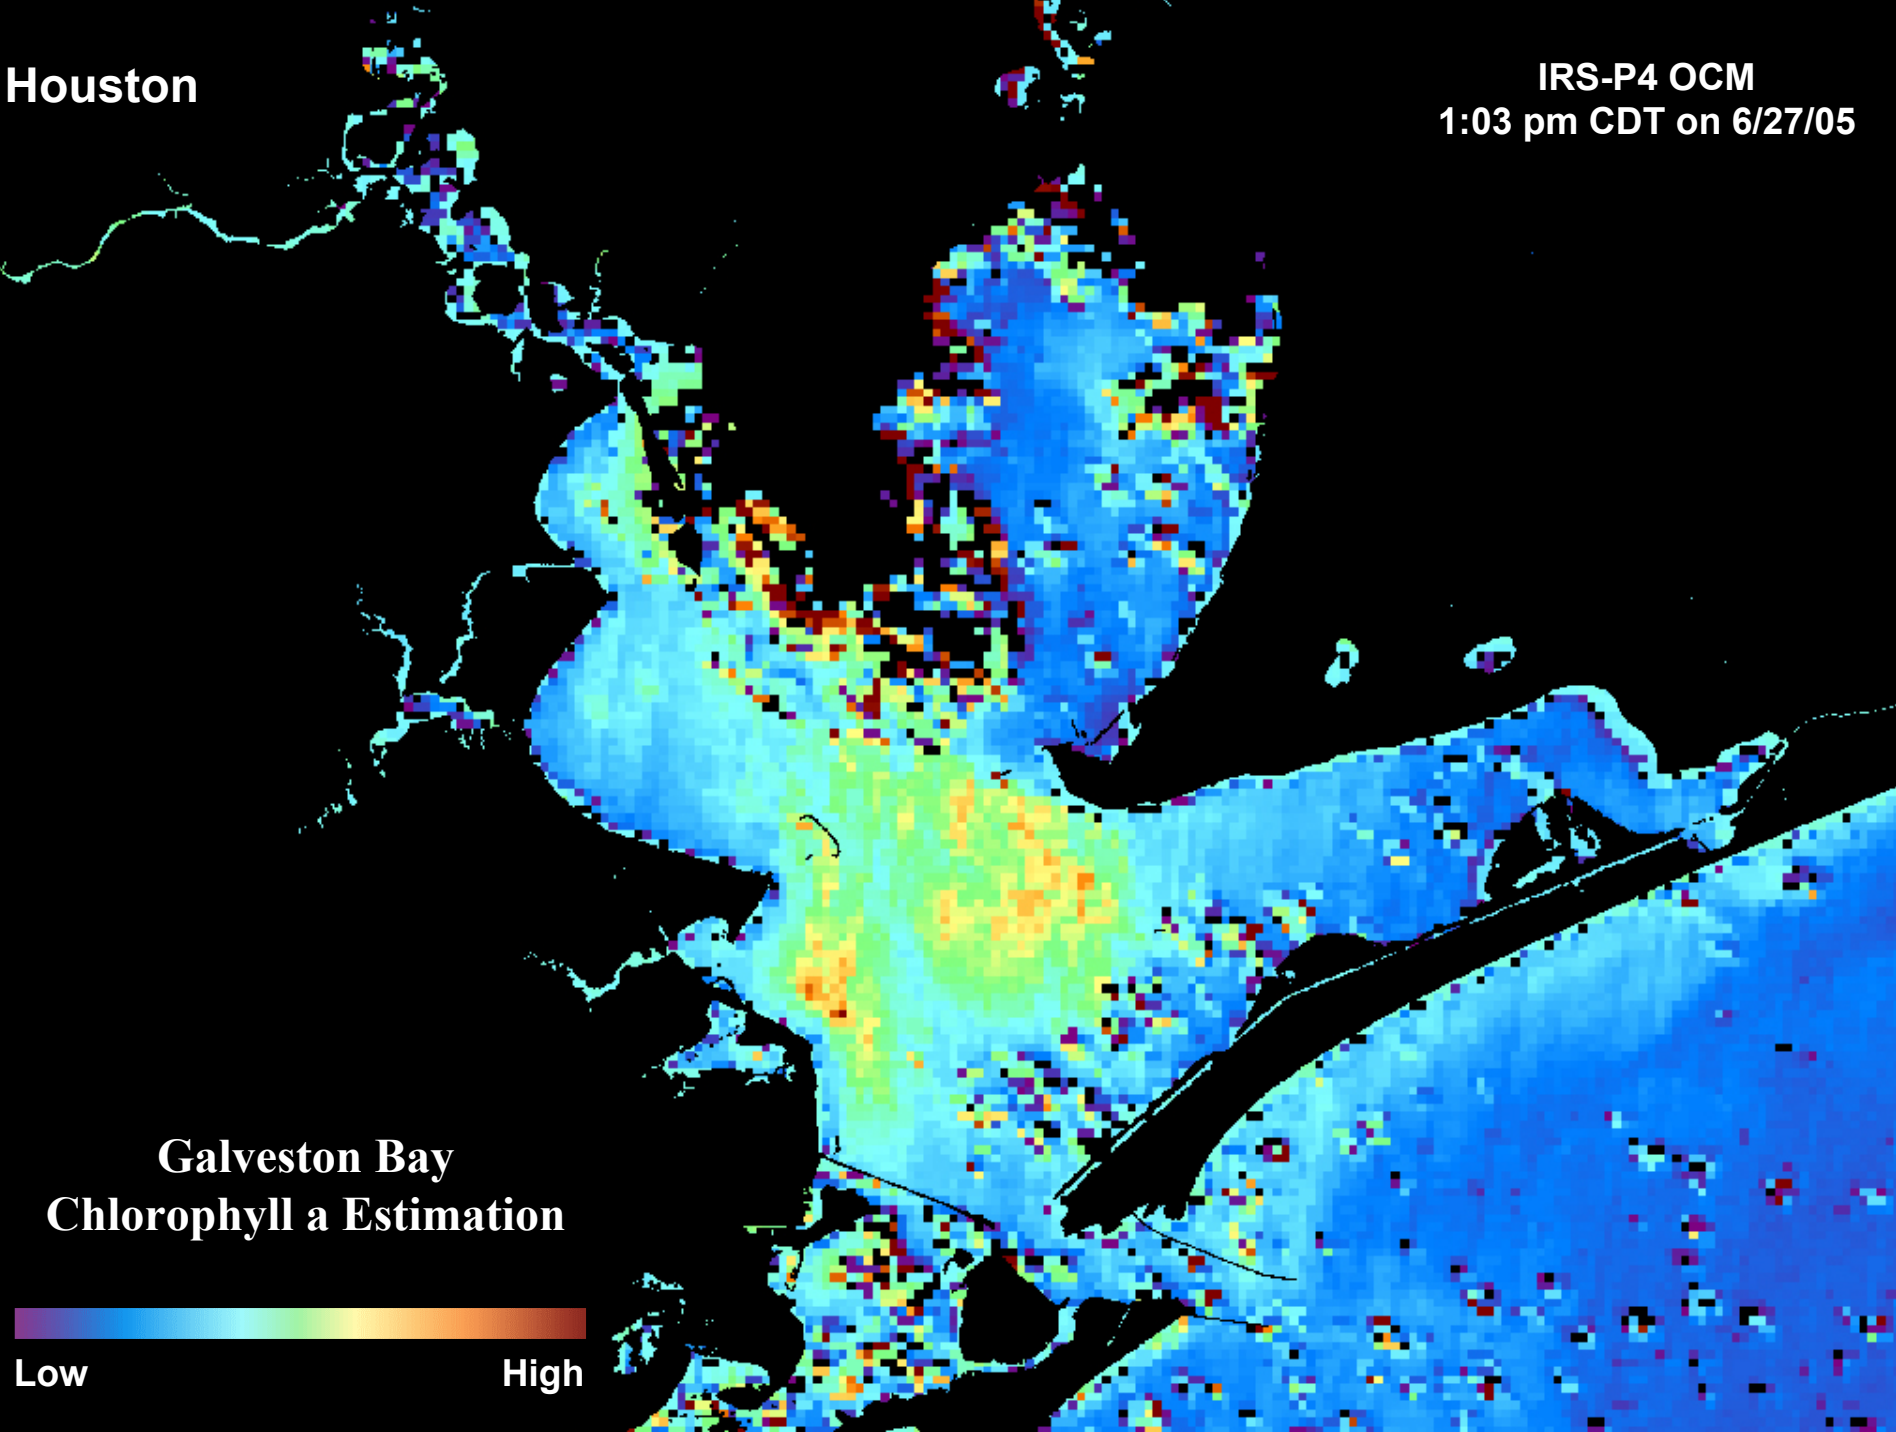 Houston
IRS-P4 OCM
1:03 pm CDT on 6/27/05
Galveston Bay
Chlorophyll a Estimation
Low High